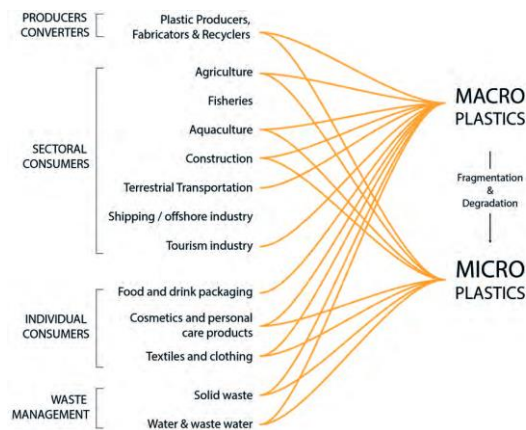 PRODUCERS
CONVERTERS
Plastic Producers,
Fabricators & Recyclers
SECTORAL
CONSUMERS
Agriculture
Fisheries
Aquaculture
Construction
Terrestrial Transportation
Shipping / offshore industry
Tourism industry
INDIVIDUAL
CONSUMERS
Food and drink packaging
Cosmetics and personal
care products
Textiles and clothing
WASTE
MANAGEMENT
Solid waste
Water & waste water
MACRO
PLASTICS
Fragmentation
&
Degradation
MICRO
PLASTICS